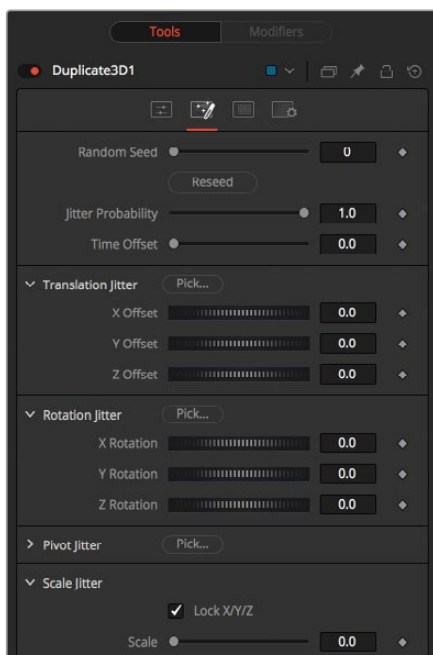 Tools Modifiers
Duplicate3D1
Random Seed 0
Reseed
Jitter Probability 1.0
Time Offset 0.0
Translation Jitter Pick...
X Offset 0.0
Y Offset 0.0
Z Offset 0.0
Rotation Jitter Pick...
X Rotation 0.0
Y Rotation 0.0
Z Rotation 0.0
Pivot Jitter Pick...
Scale Jitter
Lock X/Y/Z
Scale 0.0